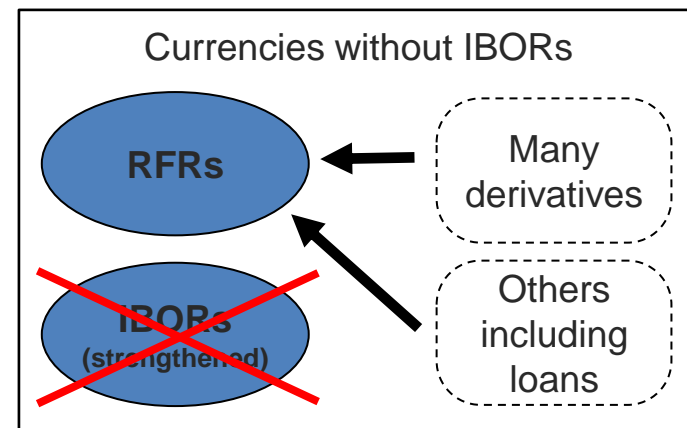 Currencies without IBORs
RFRs
Many
derivatives
IBORs
(strengthened)
Others
including
loans